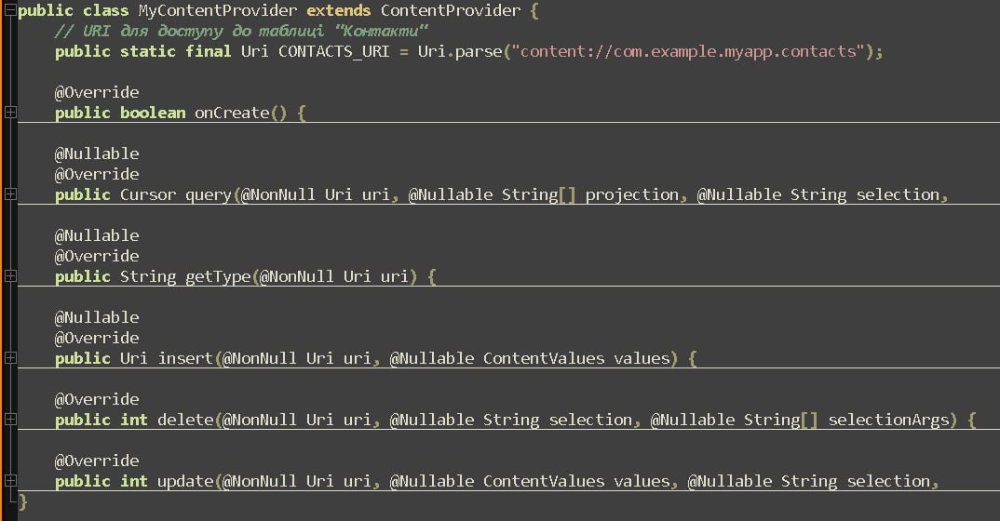 public class MyContentProvider extends ContentProvider {
// URI для доступу до таблиці "Контакти"
public static final Uri CONTACTS_URI = Uri.parse("content://com.example.myapp.contacts");
@Override
public boolean onCreate() {
@Nullable
@Override
public Cursor query(@NonNull Uri uri, @Nullable String[] projection, @Nullable String selection,
@Nullable
@Override
public String getType(@NonNull Uri uri) {
@Nullable
@Override
public Uri insert(@NonNull Uri uri, @Nullable ContentValues values) {
@Override
public int delete(@NonNull Uri uri, @Nullable String selection, @Nullable String[] selectionArgs) {
@Override
public int update(@NonNull Uri uri, @Nullable ContentValues values, @Nullable String selection,
}